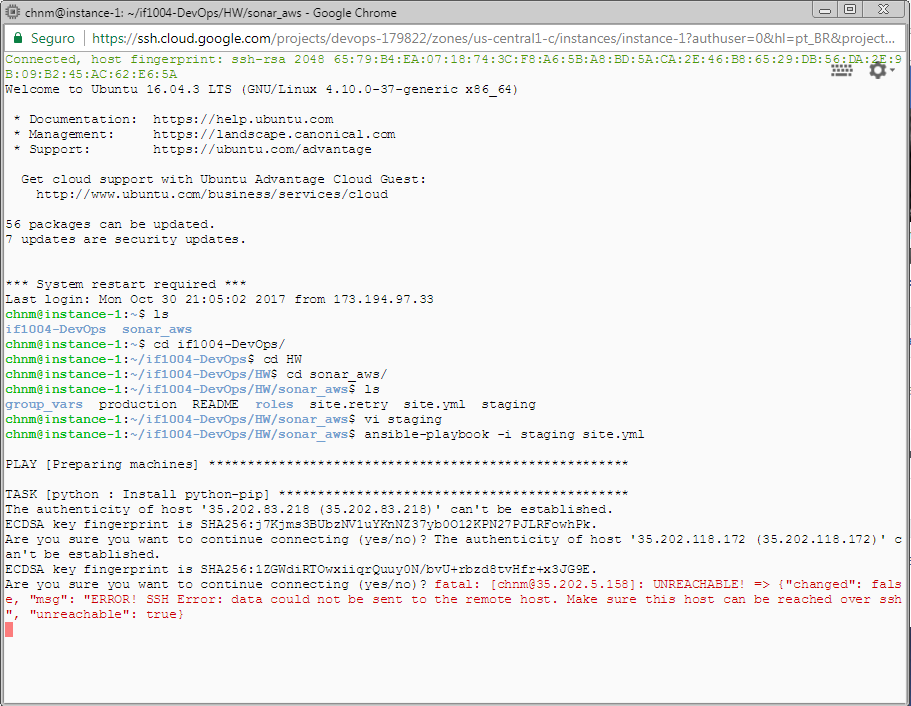 chnm@instance-1: ~/if1004-DevOps/HW/sonar_aws - Google Chrome
Seguro | https://ssh.cloud.google.com/projects/devops-179822/zones/us-central1-c/instances/instance-1?authuser=0&hl=pt_BR&project...
Connected, host fingerprint: ssh-rsa 2048 65:79:B4:EA:07:18:74:3C:F8:A6:5B:A8:BD:5A:CA:2E:46:B8:65:29:DB:56:DA:2E:9
B:09:B2:45:AC:62:E6:5A
Welcome to Ubuntu 16.04.3 LTS (GNU/Linux 4.10.0-37-generic x86_64)
* Documentation:  https://help.ubuntu.com
* Management:     https://landscape.canonical.com
* Support:        https://ubuntu.com/advantage
Get cloud support with Ubuntu Advantage Cloud Guest:
http://www.ubuntu.com/business/services/cloud
56 packages can be updated.
7 updates are security updates.
*** System restart required ***
Last login: Mon Oct 30 21:05:02 2017 from 173.194.97.33
chnm@instance-1:~$ ls
if1004-DevOps  sonar_aws
chnm@instance-1:~$ cd if1004-DevOps/
chnm@instance-1:~/if1004-DevOps$ cd HW
chnm@instance-1:~/if1004-DevOps/HW$ cd sonar_aws/
chnm@instance-1:~/if1004-DevOps/HW/sonar_aws$ ls
group_vars  production  README  roles  site.retry  site.yml  staging
chnm@instance-1:~/if1004-DevOps/HW/sonar_aws$ vi staging
chnm@instance-1:~/if1004-DevOps/HW/sonar_aws$ ansible-playbook -i staging site.yml
PLAY [Preparing machines] ******************************************************
TASK [python : Install python-pip] *********************************************
The authenticity of host '35.202.83.218 (35.202.83.218)' can't be established.
ECDSA key fingerprint is SHA256:j7Kjms3BUbzNV1uYKnNZ37yb0O12KPN27PJLRFowhPk.
Are you sure you want to continue connecting (yes/no)? The authenticity of host '35.202.118.172 (35.202.118.172)' c
an't be established.
ECDSA key fingerprint is SHA256:1ZGWdiRTOwxiiqrQuuy0N/bvU+rbzd8tvHfr+x3JG9E.
Are you sure you want to continue connecting (yes/no)? fatal: [chnm@35.202.5.158]: UNREACHABLE! => {"changed": fals
e, "msg": "ERROR! SSH Error: data could not be sent to the remote host. Make sure this host can be reached over ssh
", "unreachable": true}